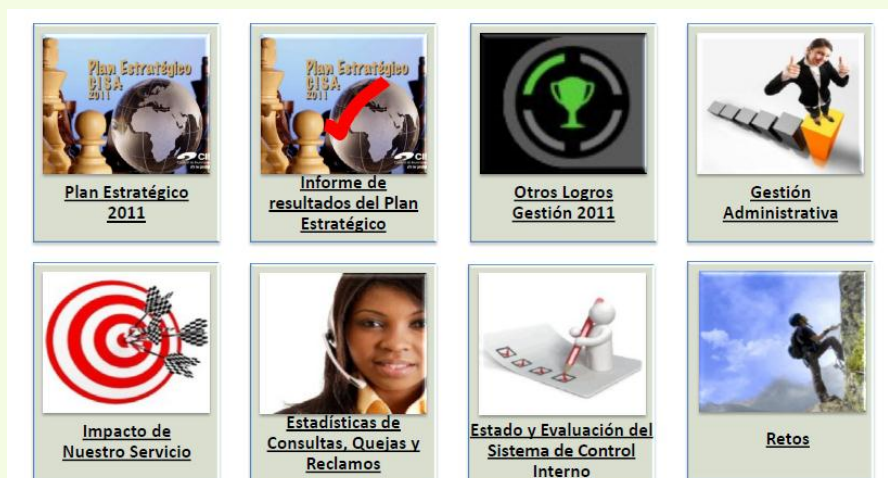 Plan Estratégico
CISA
2011
Plan Estratégico
CISA
2011
CI
Plan Estratégico
2011
Informe de
resultados del Plan
Estratégico
Otros Logros
Gestión 2011
Gestión
Administrativa
Impacto de
Nuestro Servicio
Estadísticas de
Consultas, Quejas y
Reclamos
Estado y Evaluación del
Sistema de Control
Interno
Retos